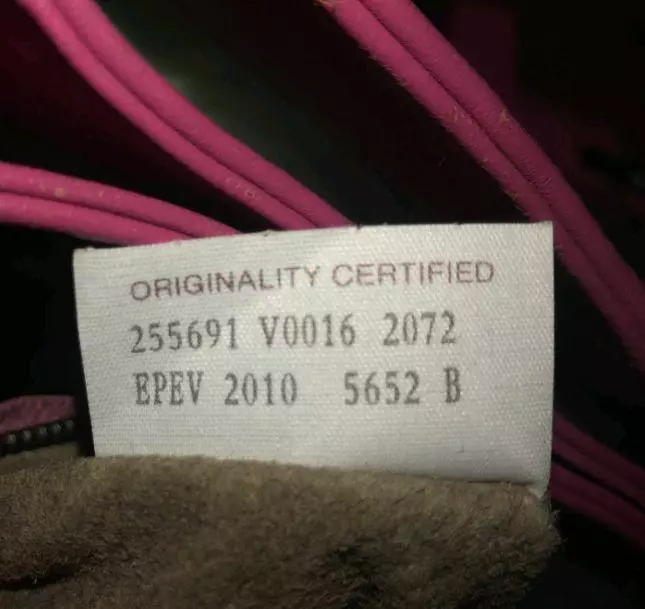 ORIGINALITY CERTIFIED
255691 V0016 2072
EPEV 2010 5652 B